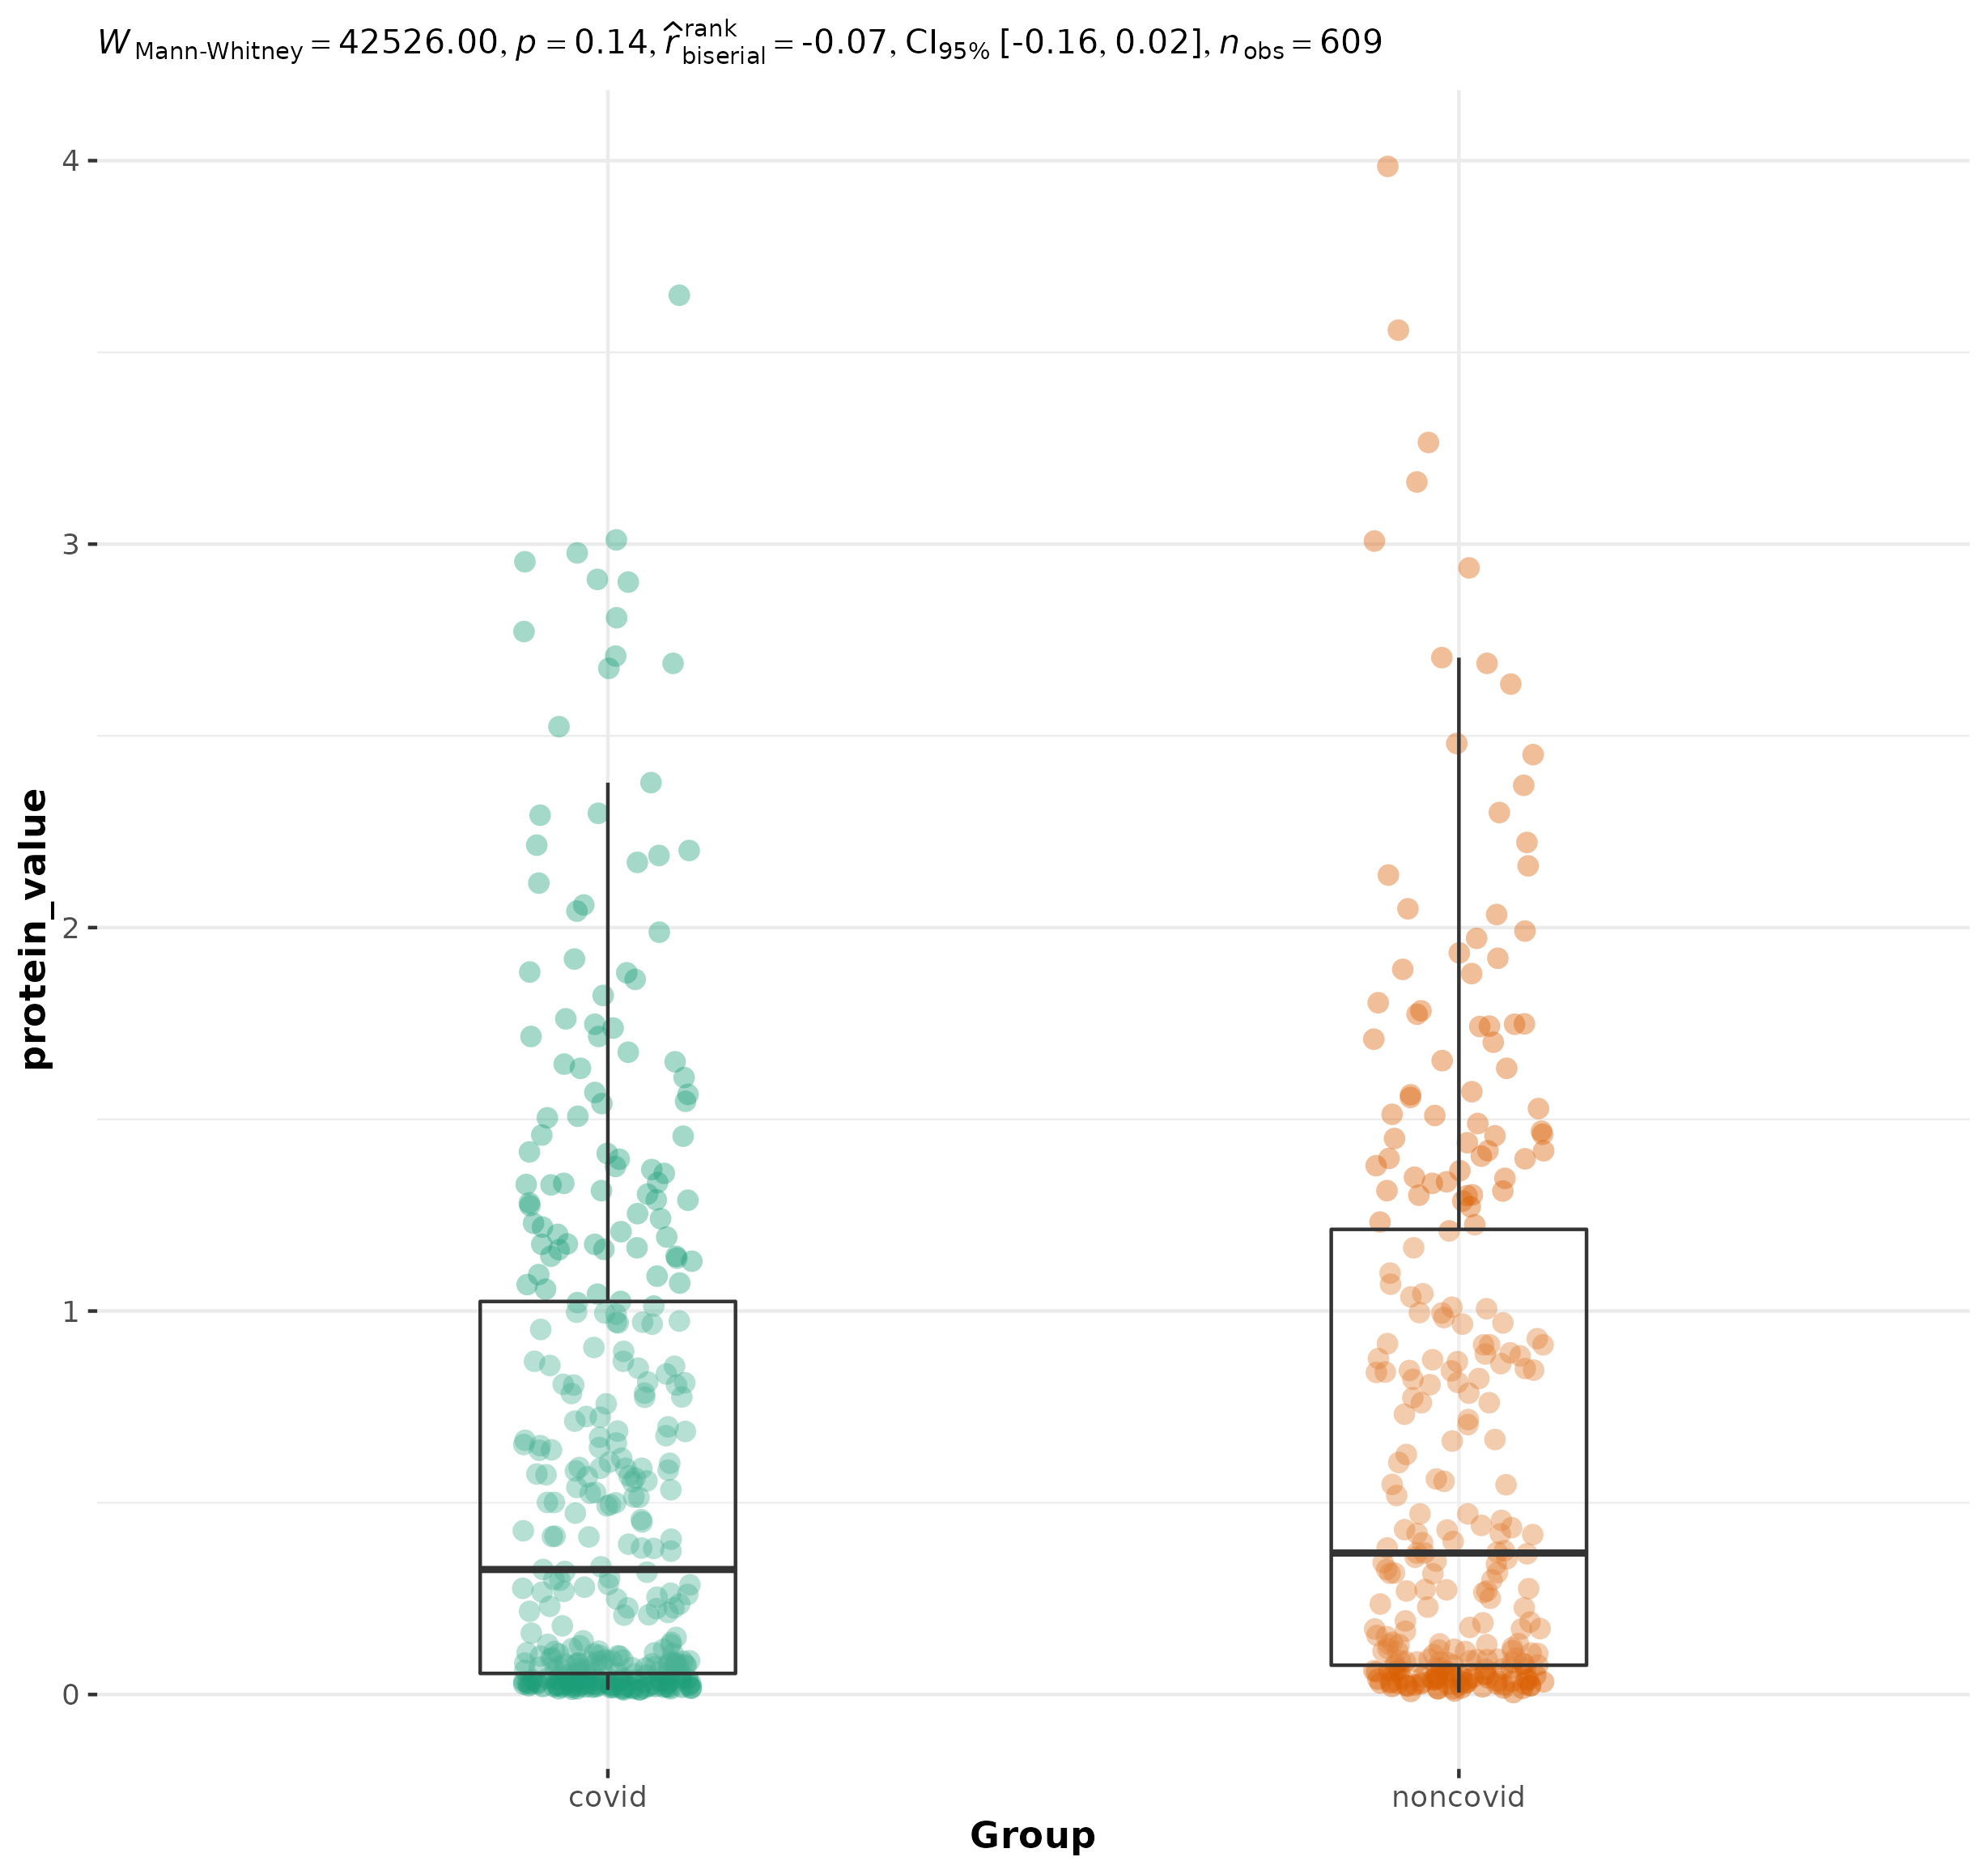 W Mann-Whitney = 42526.00, p = 0.14, r̂ rank biserial = -0.07, CI95% [-0.16, 0.02], n obs = 609
4
3
2
1
0
protein_value
covid noncovid
Group